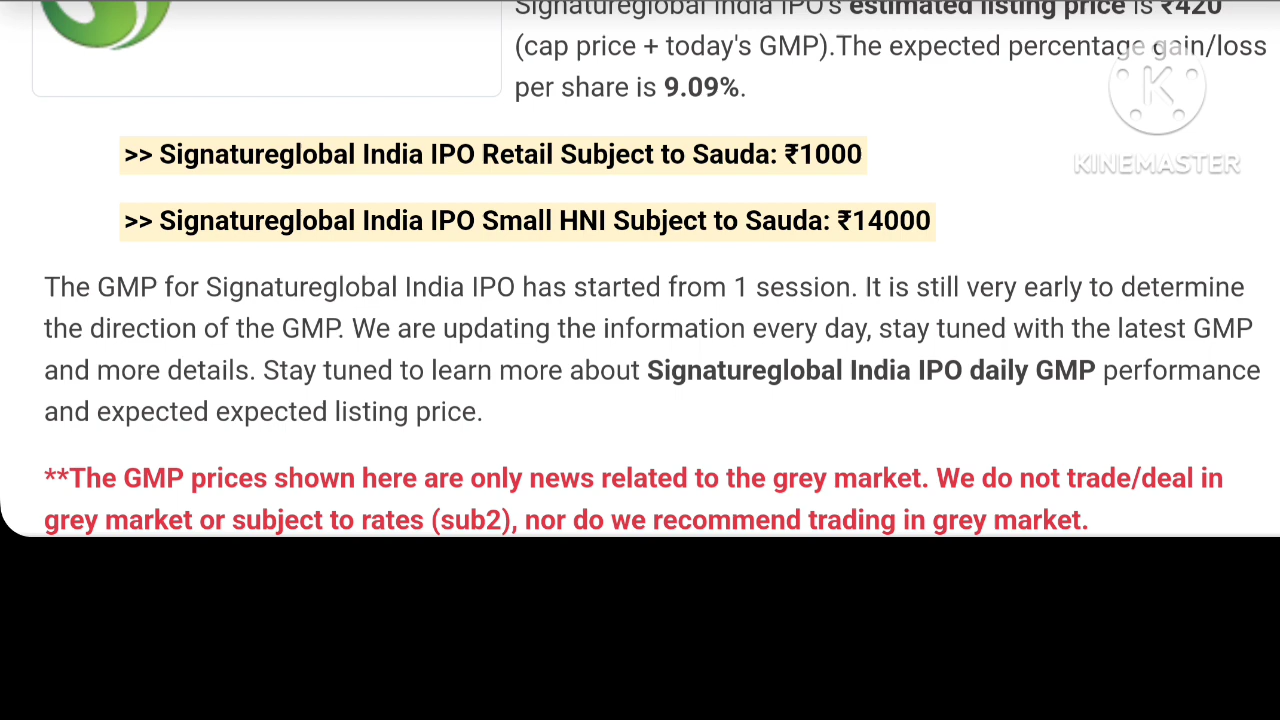 Signatureglobal India IPO's estimated listing price is ₹420
(cap price + today's GMP).The expected percentage gain/loss
per share is 9.09%.
KINEMASTER
>> Signatureglobal India IPO Retail Subject to Sauda: ₹1000
>> Signatureglobal India IPO Small HNI Subject to Sauda: ₹14000
The GMP for Signatureglobal India IPO has started from 1 session. It is still very early to determine
the direction of the GMP. We are updating the information every day, stay tuned with the latest GMP
and more details. Stay tuned to learn more about Signatureglobal India IPO daily GMP performance
and expected expected listing price.
**The GMP prices shown here are only news related to the grey market. We do not trade/deal in
grey market or subject to rates (sub2), nor do we recommend trading in grey market.